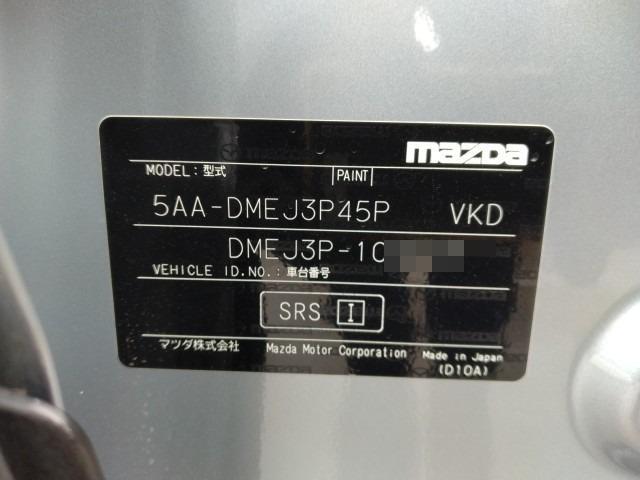 mazda
MODEL:型式 PAINT
5AA-DMEJ3P45P VKD
DMEJ3P-10
VEHICLE ID.NO.:車台番号
SRS I
マツダ株式会社 Mazda Motor Corporation Made in Japan
(D10A)